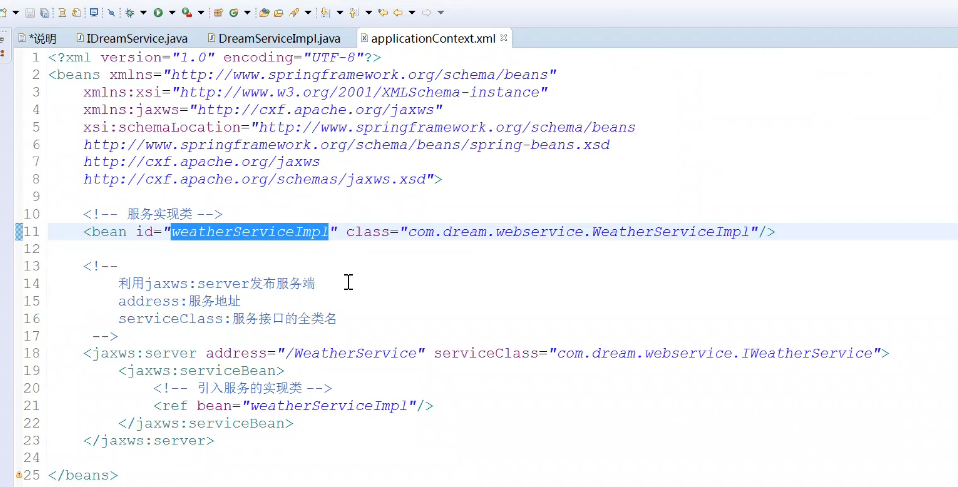 *说明 IDreamService.java DreamServiceImpl.java applicationContext.xml
1 <?xml version="1.0" encoding="UTF-8"?>
2 <beans xmlns="http://www.springframework.org/schema/beans"
3 xmlns:xsi="http://www.w3.org/2001/XMLSchema-instance"
4 xmlns:jaxws="http://cxf.apache.org/jaxws"
5 xsi:schemaLocation="http://www.springframework.org/schema/beans
6 http://www.springframework.org/schema/beans/spring-beans.xsd
7 http://cxf.apache.org/jaxws
8 http://cxf.apache.org/schemas/jaxws.xsd">
9
10 <!-- 服务实现类 -->
11 <bean id="weatherServiceImpl" class="com.dream.webservice.WeatherServiceImpl"/>
12
13 <!--
14 利用jaxws:server发布服务端
15 address:服务地址
16 serviceClass:服务接口的全类名
17 -->
18 <jaxws:server address="/WeatherService" serviceClass="com.dream.webservice.IWeatherService">
19 <jaxws:serviceBean>
20 <!-- 引入服务的实现类 -->
21 <ref bean="weatherServiceImpl"/>
22 </jaxws:serviceBean>
23 </jaxws:server>
24
25 </beans>